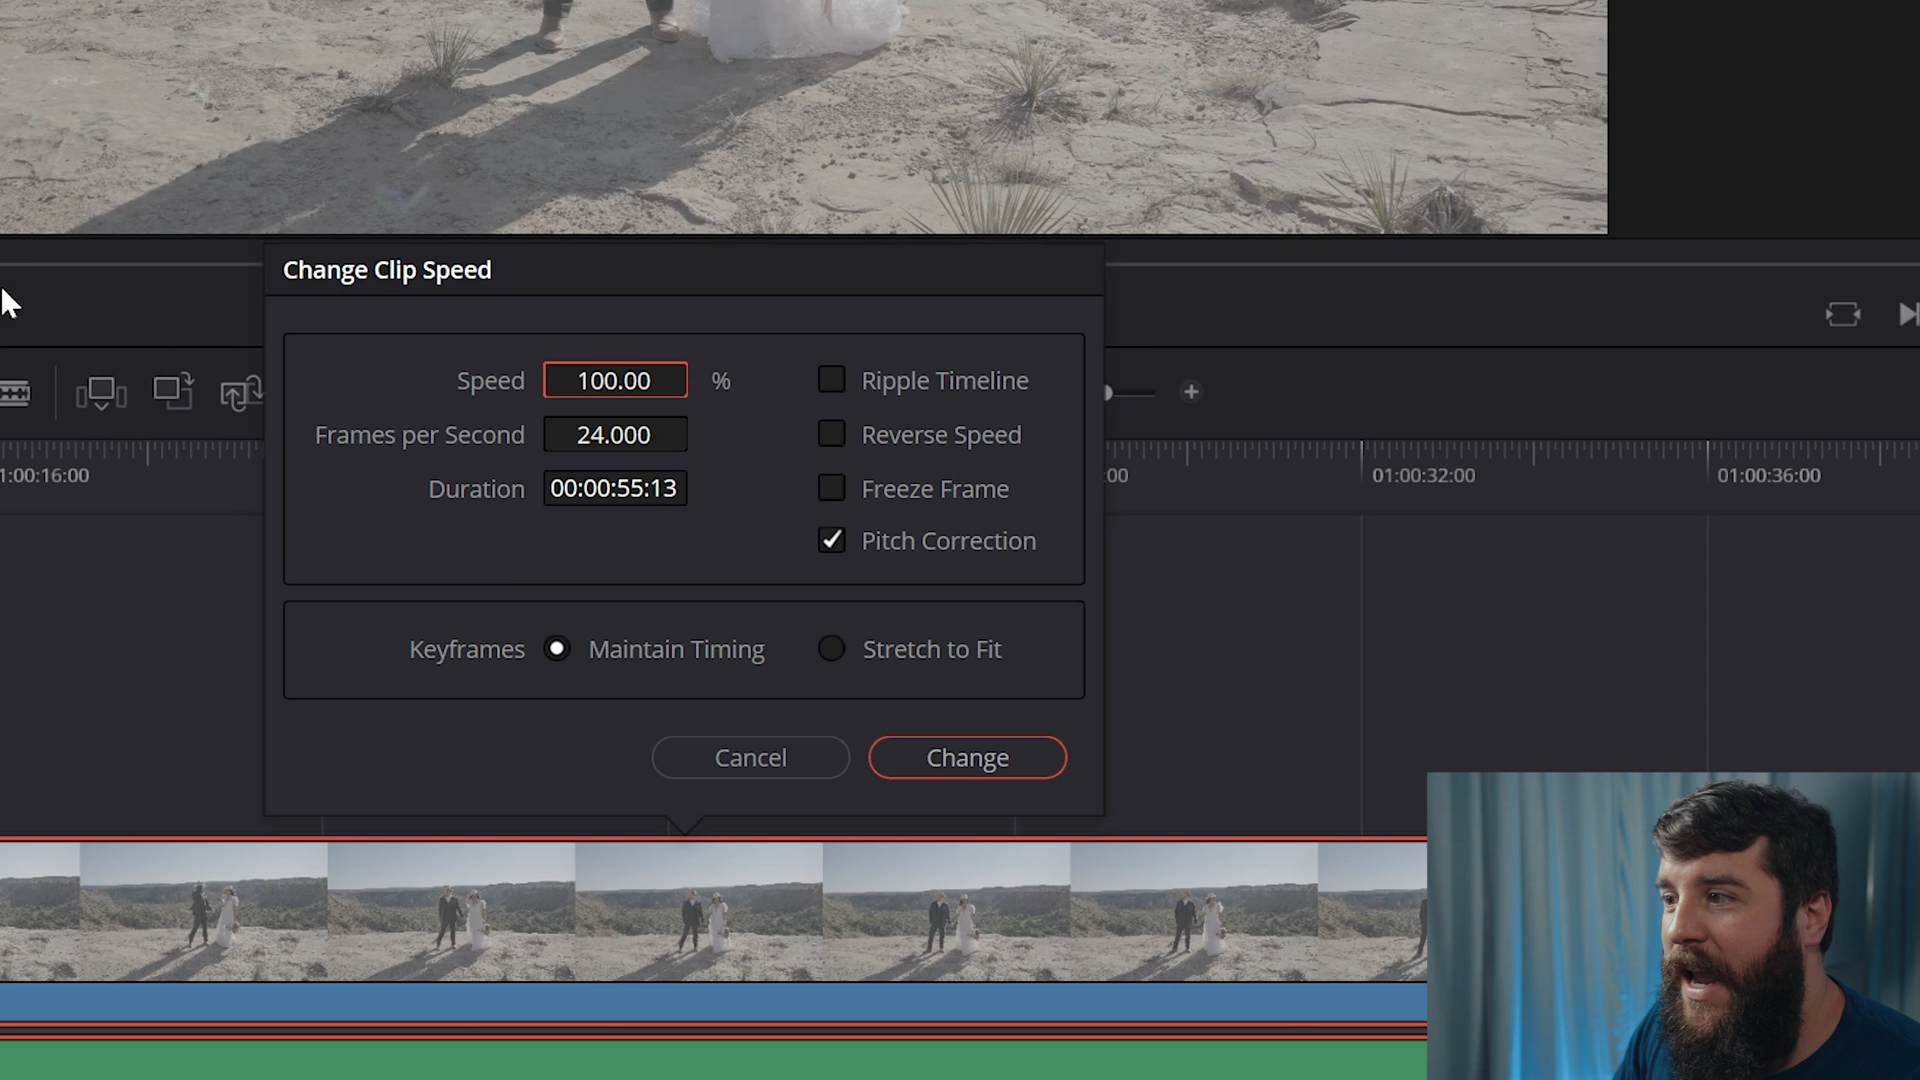 Change Clip Speed
Speed 100.00 % Ripple Timeline
Frames per Second 24.000 Reverse Speed
1:00:16:00 :00 01:00:32:00 01:00:36:00
Duration 00:00:55:13 Freeze Frame
Pitch Correction
Keyframes Maintain Timing Stretch to Fit
Cancel Change